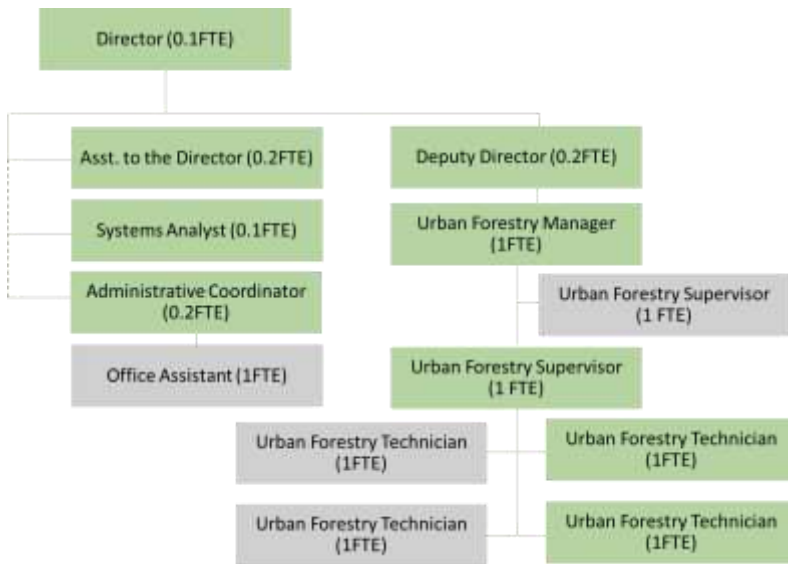 Director (0.1FTE)
Asst. to the Director (0.2FTE)
Deputy Director (0.2FTE)
Systems Analyst (0.1FTE)
Urban Forestry Manager
(1FTE)
Administrative Coordinator
(0.2FTE)
Urban Forestry Supervisor
(1 FTE)
Office Assistant (1FTE)
Urban Forestry Supervisor
(1 FTE)
Urban Forestry Technician
(1FTE)
Urban Forestry Technician
(1FTE)
Urban Forestry Technician
(1FTE)
Urban Forestry Technician
(1FTE)